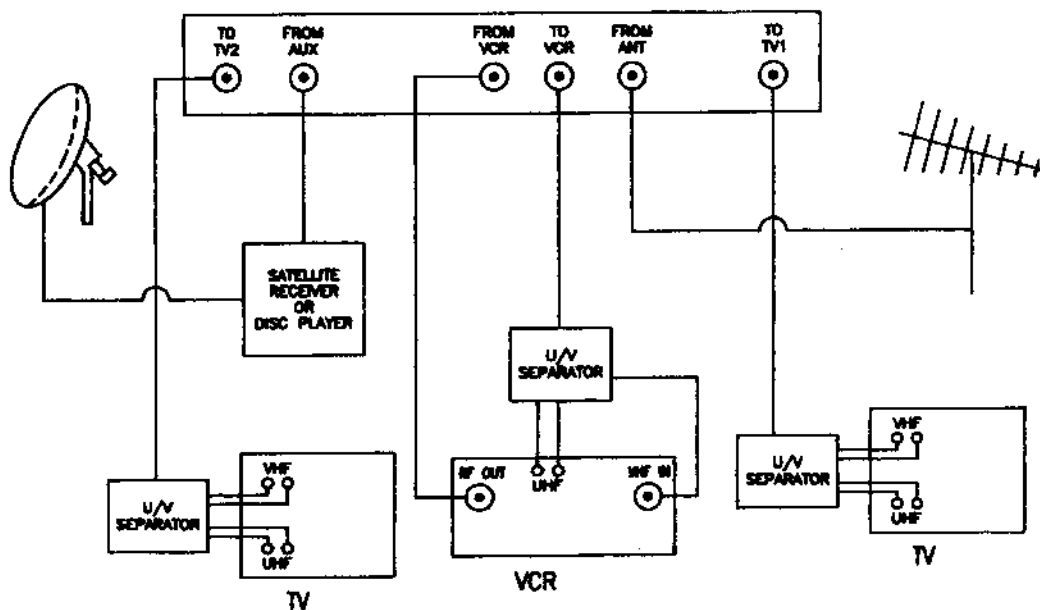 TO
TV2
FROM
AUX
FROM
VCR
TO
VCR
FROM
ANT
TO
TV1
SATELLITE
RECEIVER
OR
DISC PLAYER
U/V
SEPARATOR
VHF
U/V
SEPARATOR
UHF
RF OUT
UHF
VHF IN
VHF
U/V
SEPARATOR
UHF
TV
VCR
TV